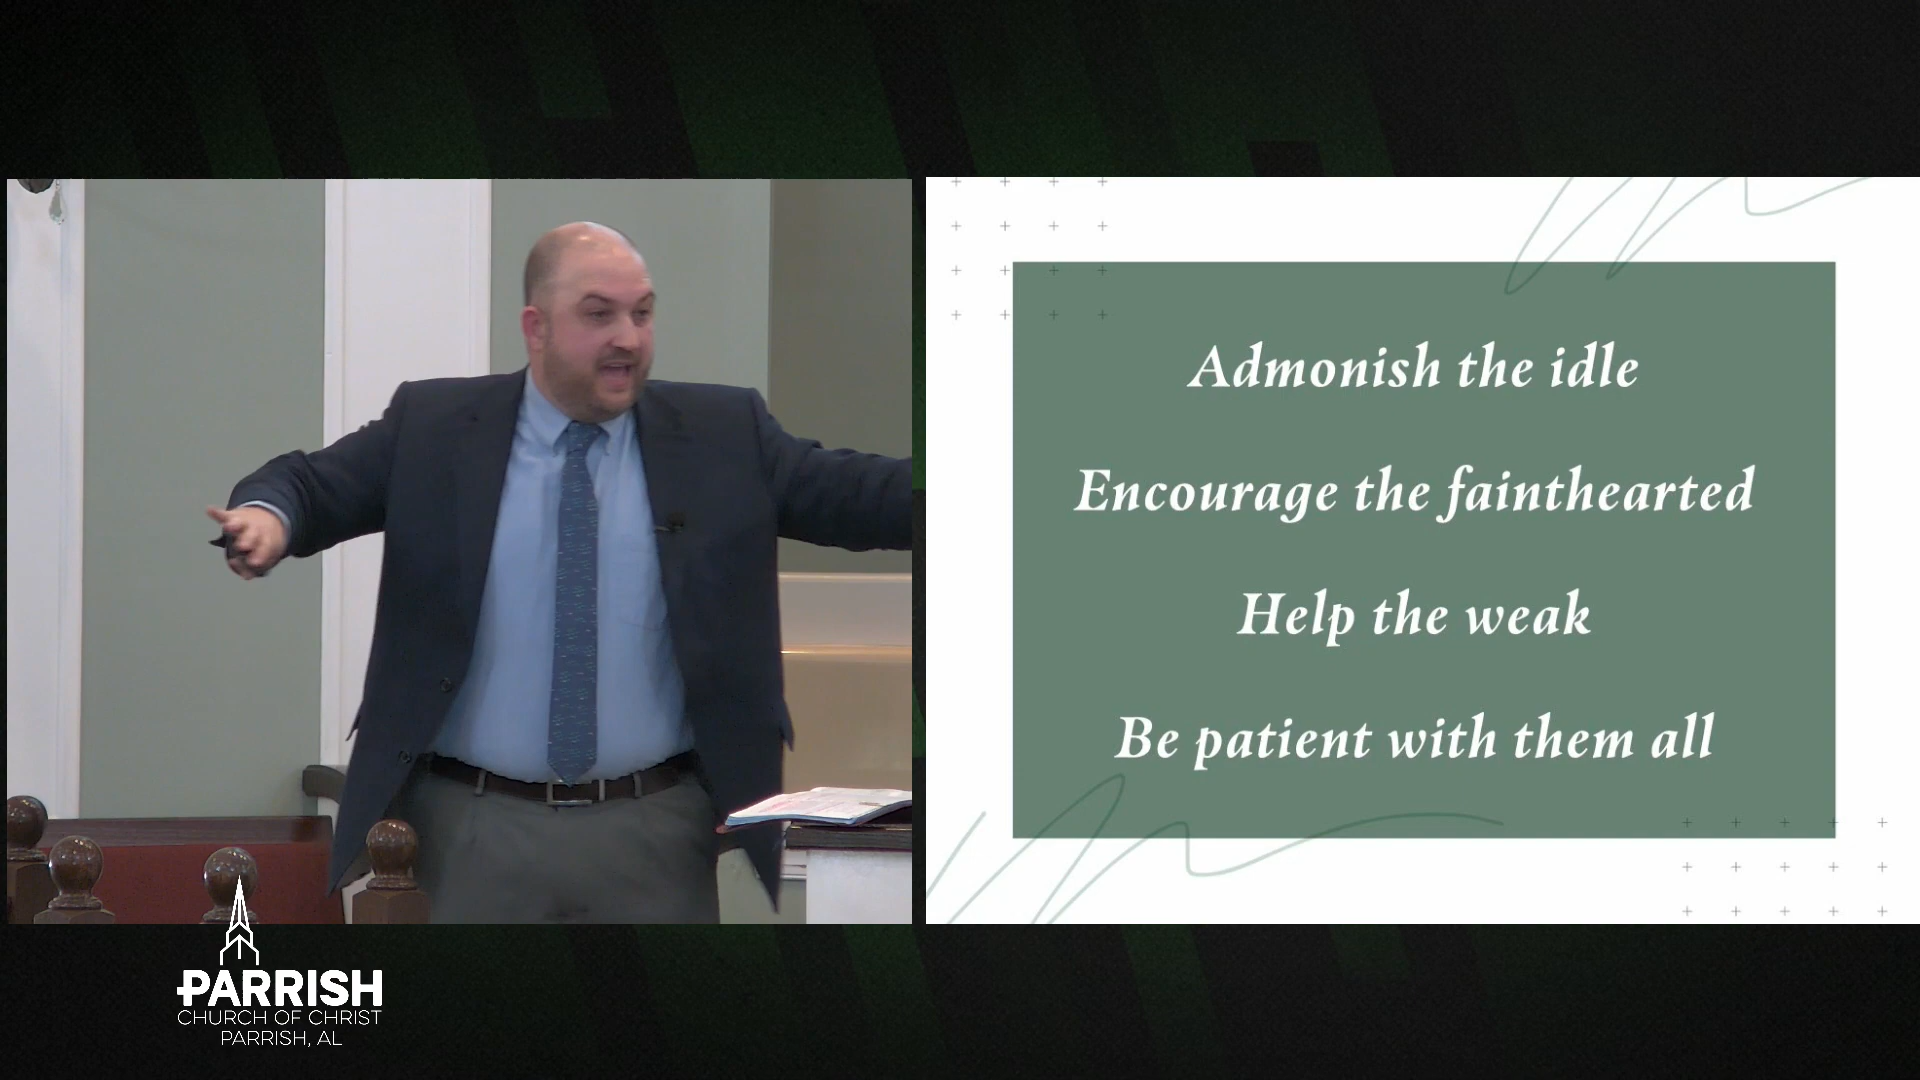 Admonish the idle
Encourage the fainthearted
Help the weak
Be patient with them all
PARRISH
CHURCH OF CHRIST
PARRISH, AL